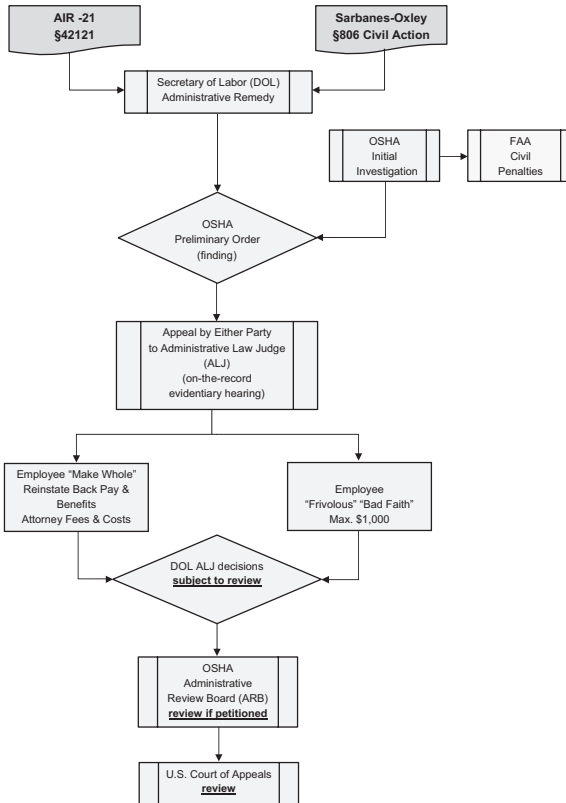 AIR -21
§42121
Sarbanes-Oxley
§806 Civil Action
Secretary of Labor (DOL)
Administrative Remedy
OSHA
Initial
Investigation
FAA
Civil
Penalties
OSHA
Preliminary Order
(finding)
Appeal by Either Party
to Administrative Law Judge
(ALJ)
(on-the-record
evidentiary hearing)
Employee “Make Whole”
Reinstate Back Pay &
Benefits
Attorney Fees & Costs
Employee
“Frivolous” “Bad Faith”
Max. $1,000
DOL ALJ decisions
subject to review
OSHA
Administrative
Review Board (ARB)
review if petitioned
U.S. Court of Appeals
review